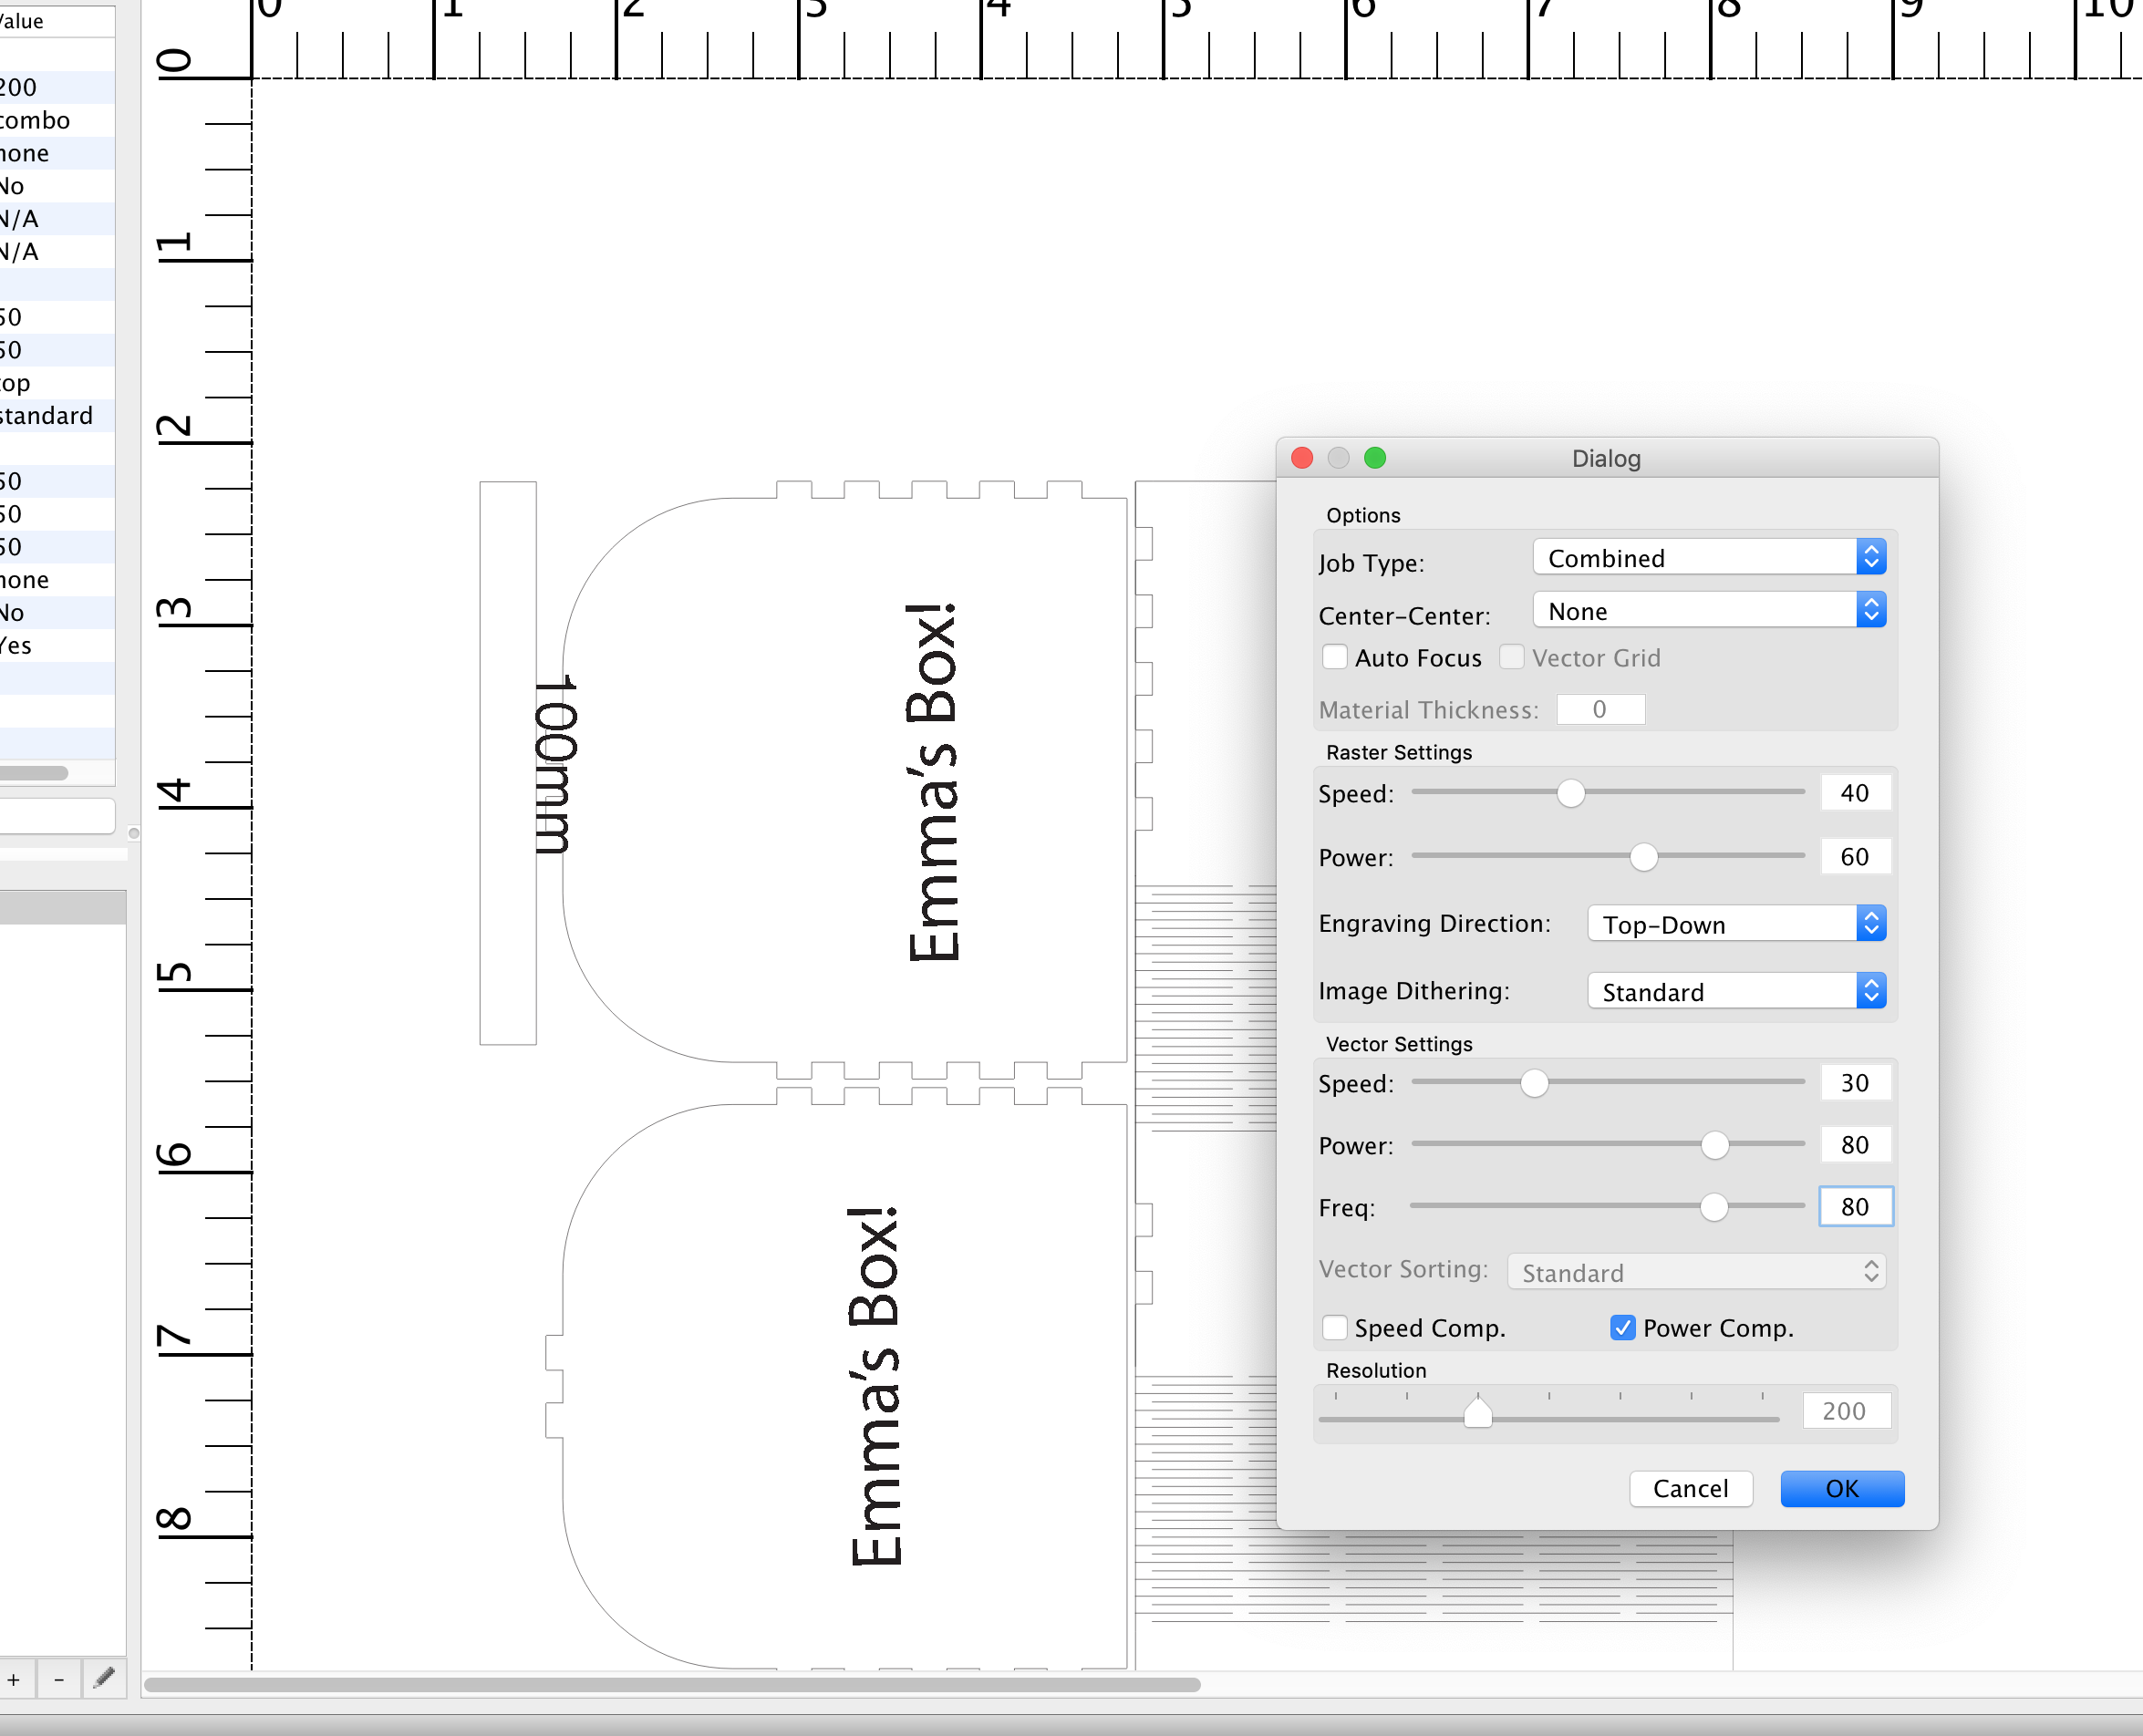 0 1 2 3 4 5 6 7 8 9 10
Value
200
combo
none
No
N/A
N/A
50
50
top
standard
50
50
50
none
No
Yes
+ -
0
1
2
3
4
5
6
7
8
100mm
Emma's Box!
Emma's Box!
Dialog
Options
Job Type: Combined
Center-Center: None
Auto Focus Vector Grid
Material Thickness: 0
Raster Settings
Speed: 40
Power: 60
Engraving Direction: Top-Down
Image Dithering: Standard
Vector Settings
Speed: 30
Power: 80
Freq: 80
Vector Sorting: Standard
Speed Comp. Power Comp.
Resolution
200
Cancel OK